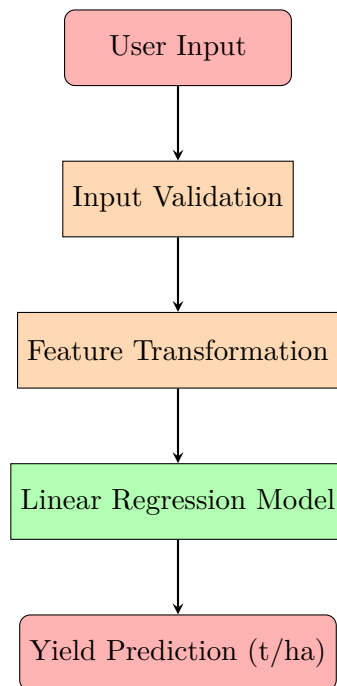 User Input
Input Validation
Feature Transformation
Linear Regression Model
Yield Prediction (t/ha)